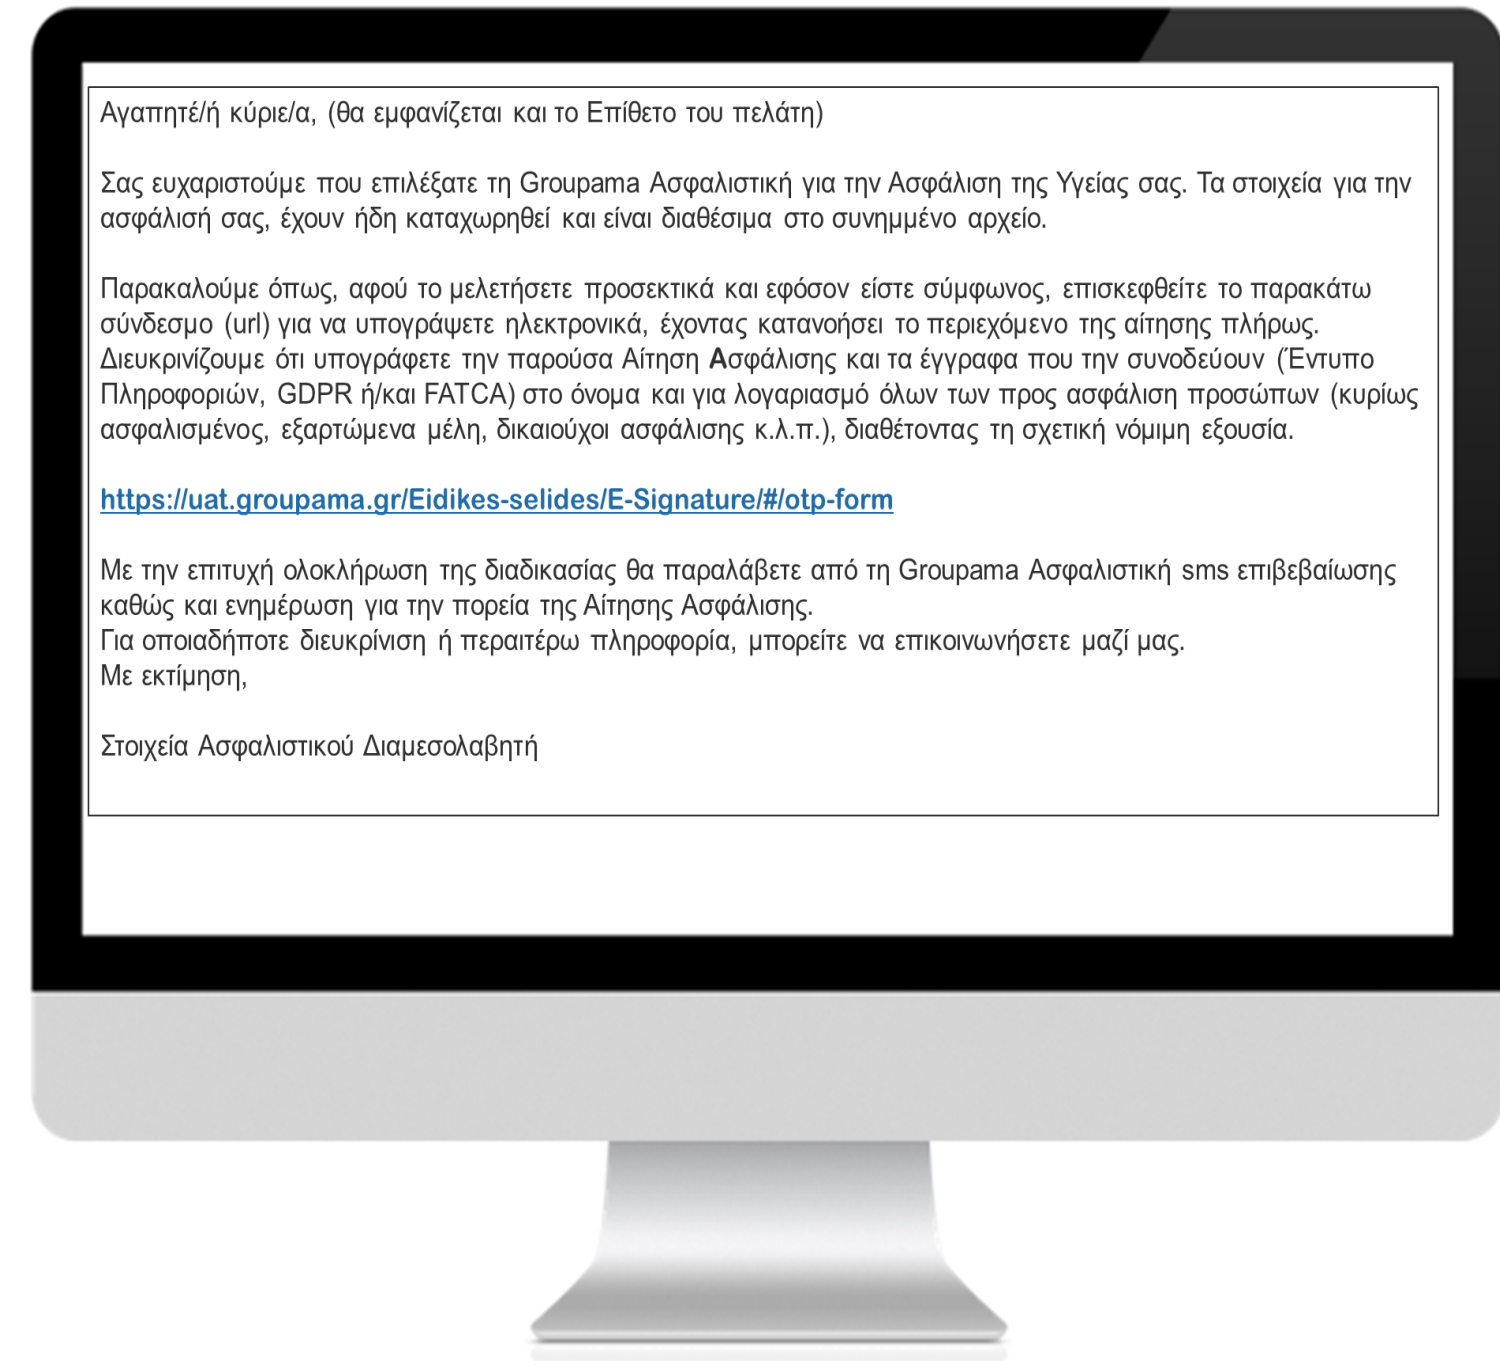 Αγαπητέ/ή κύριε/α, (θα εμφανίζεται και το Επίθετο του πελάτη)
Σας ευχαριστούμε που επιλέξατε τη Groupama Ασφαλιστική για την Ασφάλιση της Υγείας σας. Τα στοιχεία για την
ασφάλισή σας, έχουν ήδη καταχωρηθεί και είναι διαθέσιμα στο συνημμένο αρχείο.
Παρακαλούμε όπως, αφού το μελετήσετε προσεκτικά και εφόσον είστε σύμφωνος, επισκεφθείτε το παρακάτω
σύνδεσμο (url) για να υπογράψετε ηλεκτρονικά, έχοντας κατανοήσει το περιεχόμενο της αίτησης πλήρως.
Διευκρινίζουμε ότι υπογράφετε την παρούσα Αίτηση Ασφάλισης και τα έγγραφα που την συνοδεύουν (Έντυπο
Πληροφοριών, GDPR ή/και FATCA) στο όνομα και για λογαριασμό όλων των προς ασφάλιση προσώπων (κυρίως
ασφαλισμένος, εξαρτώμενα μέλη, δικαιούχοι ασφάλισης κ.λ.π.), διαθέτοντας τη σχετική νόμιμη εξουσία.
https://uat.groupama.gr/Eidikes-selides/E-Signature/#/otp-form
Με την επιτυχή ολοκλήρωση της διαδικασίας θα παραλάβετε από τη Groupama Ασφαλιστική sms επιβεβαίωσης
καθώς και ενημέρωση για την πορεία της Αίτησης Ασφάλισης.
Για οποιαδήποτε διευκρίνιση ή περαιτέρω πληροφορία, μπορείτε να επικοινωνήσετε μαζί μας.
Με εκτίμηση,
Στοιχεία Ασφαλιστικού Διαμεσολαβητή